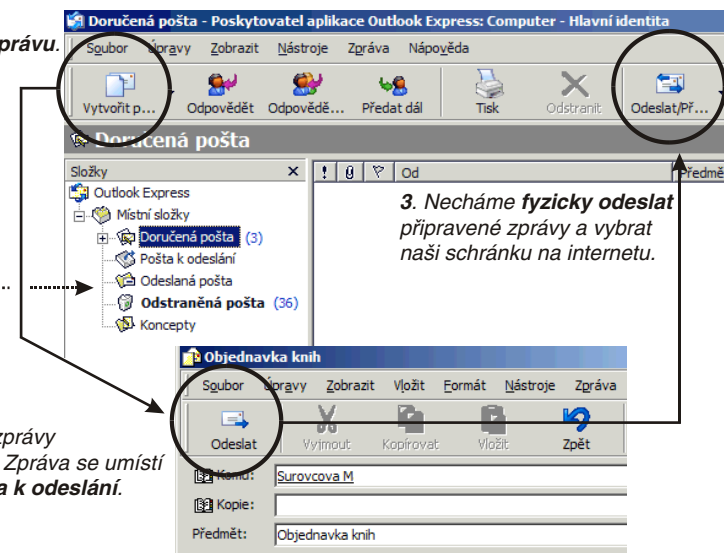 Doručená pošta - Poskytovatel aplikace Outlook Express: Computer - Hlavní identita
právu.
Soubor Úpravy Zobrazit Nástroje Zpráva Nápověda
Vytvořit p... Odpovědět Odpovědě... Předat dál Tisk Odstranit Odeslat/Př...
Doručená pošta
Složky × ! Od Předmě
Outlook Express
Místní složky
Doručená pošta (3)
Pošta k odeslání
Odeslaná pošta
Odstraněná pošta (36)
Koncepty
3. Necháme fyzicky odeslat
připravené zprávy a vybrat
naši schránku na internetu.
..
Objednavka knih
Soubor Úpravy Zobrazit Vložit Formát Nástroje Zpráva
Odeslat Vyjmout Kopírovat Vložit Zpět
zprávy
Zpráva se umístí
a k odeslání.
Komu: Surovcova M
Kopie:
Předmět: Objednavka knih